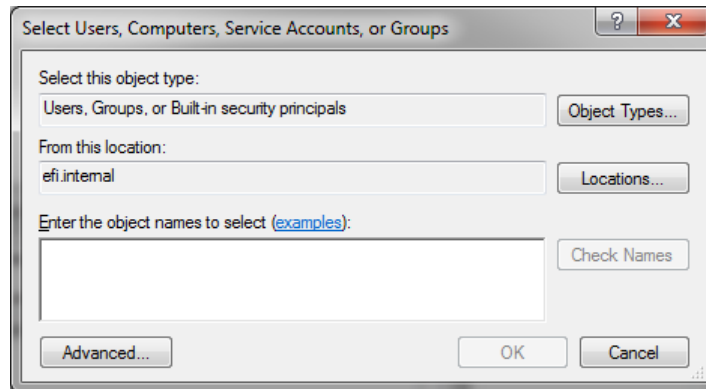 Select Users, Computers, Service Accounts, or Groups
Select this object type:
Users, Groups, or Built-in security principals
Object Types...
From this location:
efi.internal
Locations...
Enter the object names to select (examples):
Check Names
Advanced...
OK
Cancel